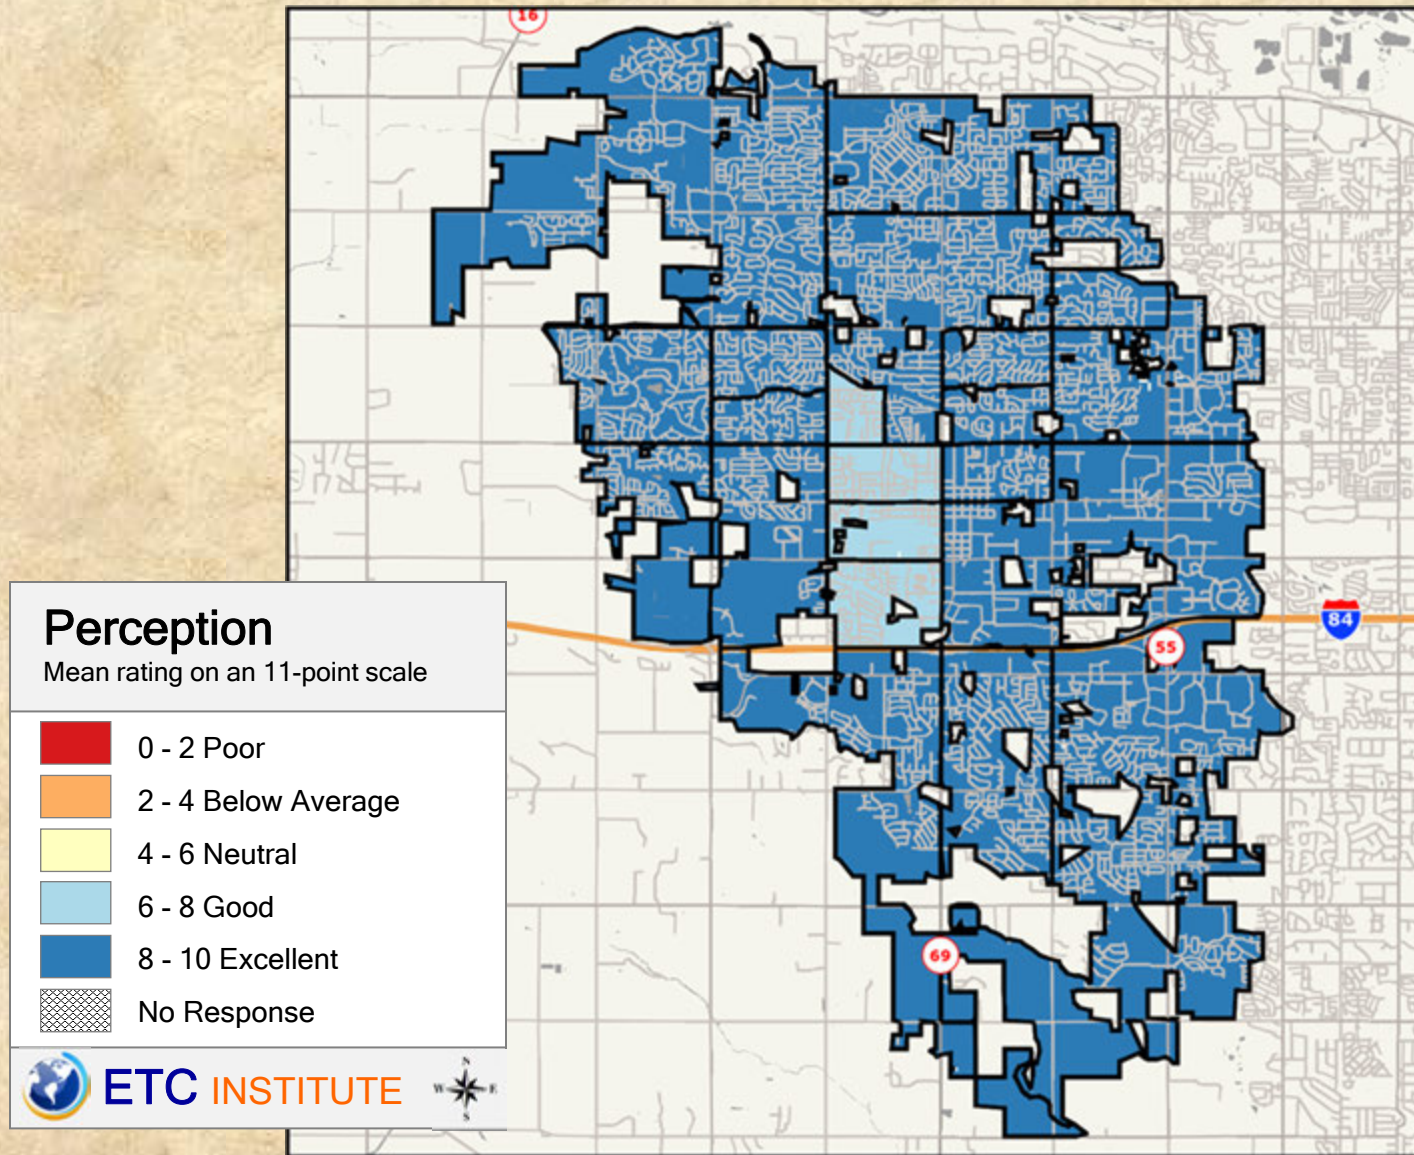 16
84
55
69
Perception
Mean rating on an 11-point scale
0 - 2 Poor
2 - 4 Below Average
4 - 6 Neutral
6 - 8 Good
8 - 10 Excellent
No Response
ETC INSTITUTE
N
W E
S